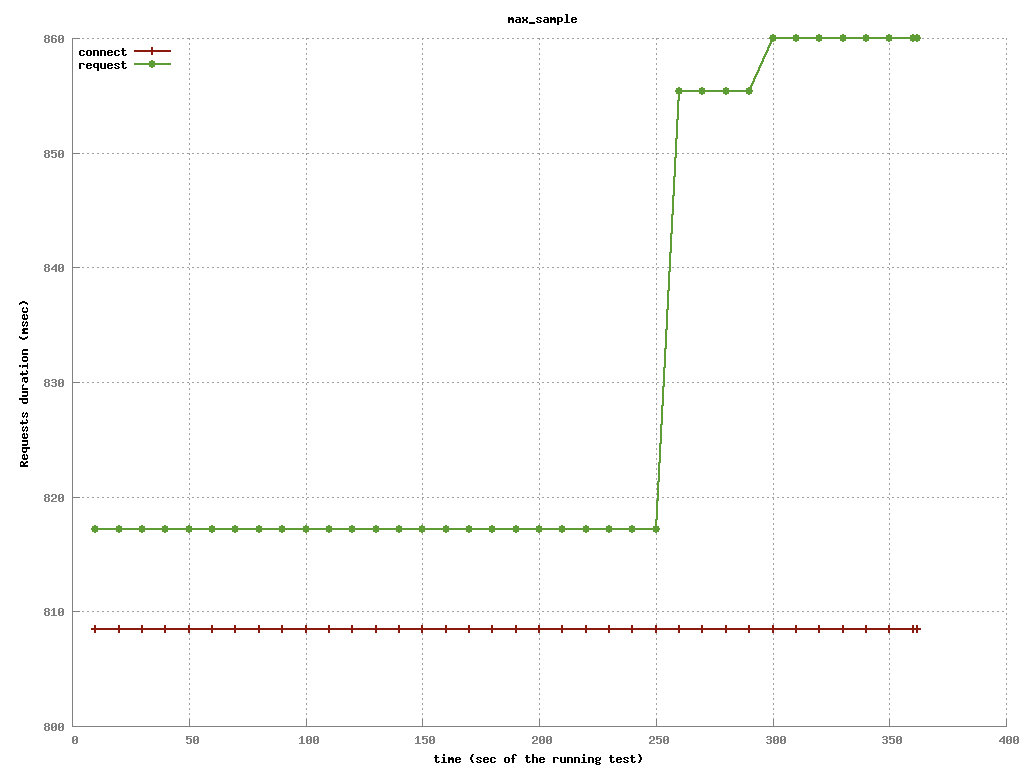 max_sample
connect
request
860
850
840
830
820
810
800
Requests duration (msec)
0 50 100 150 200 250 300 350 400
time (sec of the running test)